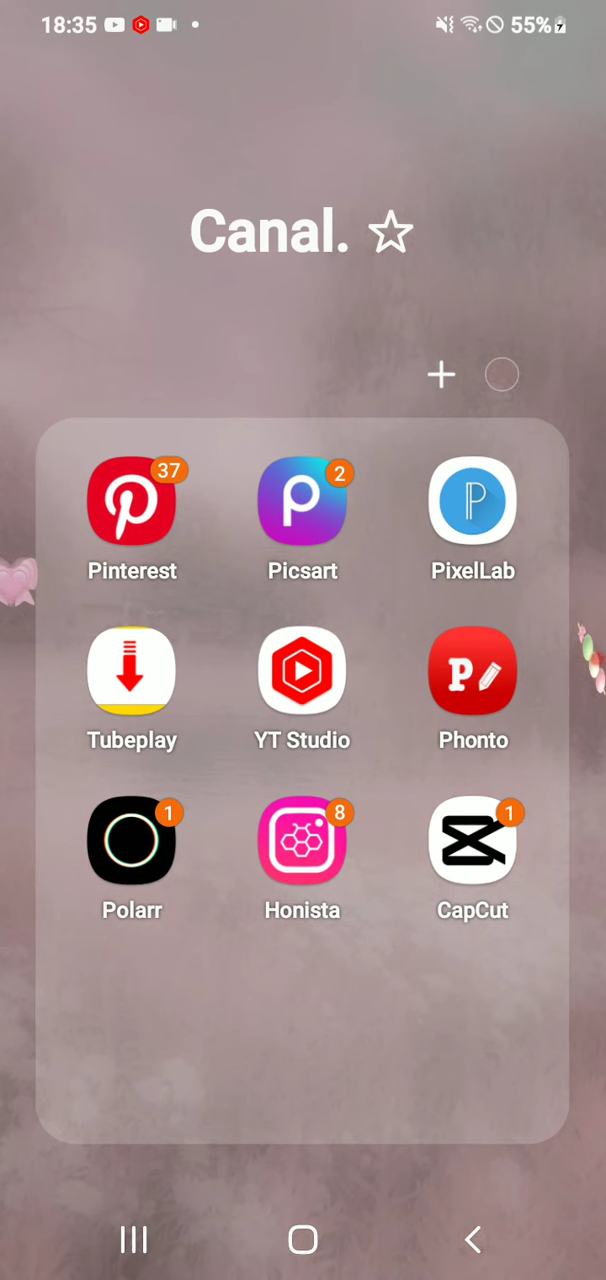 18:35 55%
Canal. ☆
37 2
Pinterest Picsart PixelLab
Tubeplay YT Studio Phonto
1 8 1
Polarr Honista CapCut